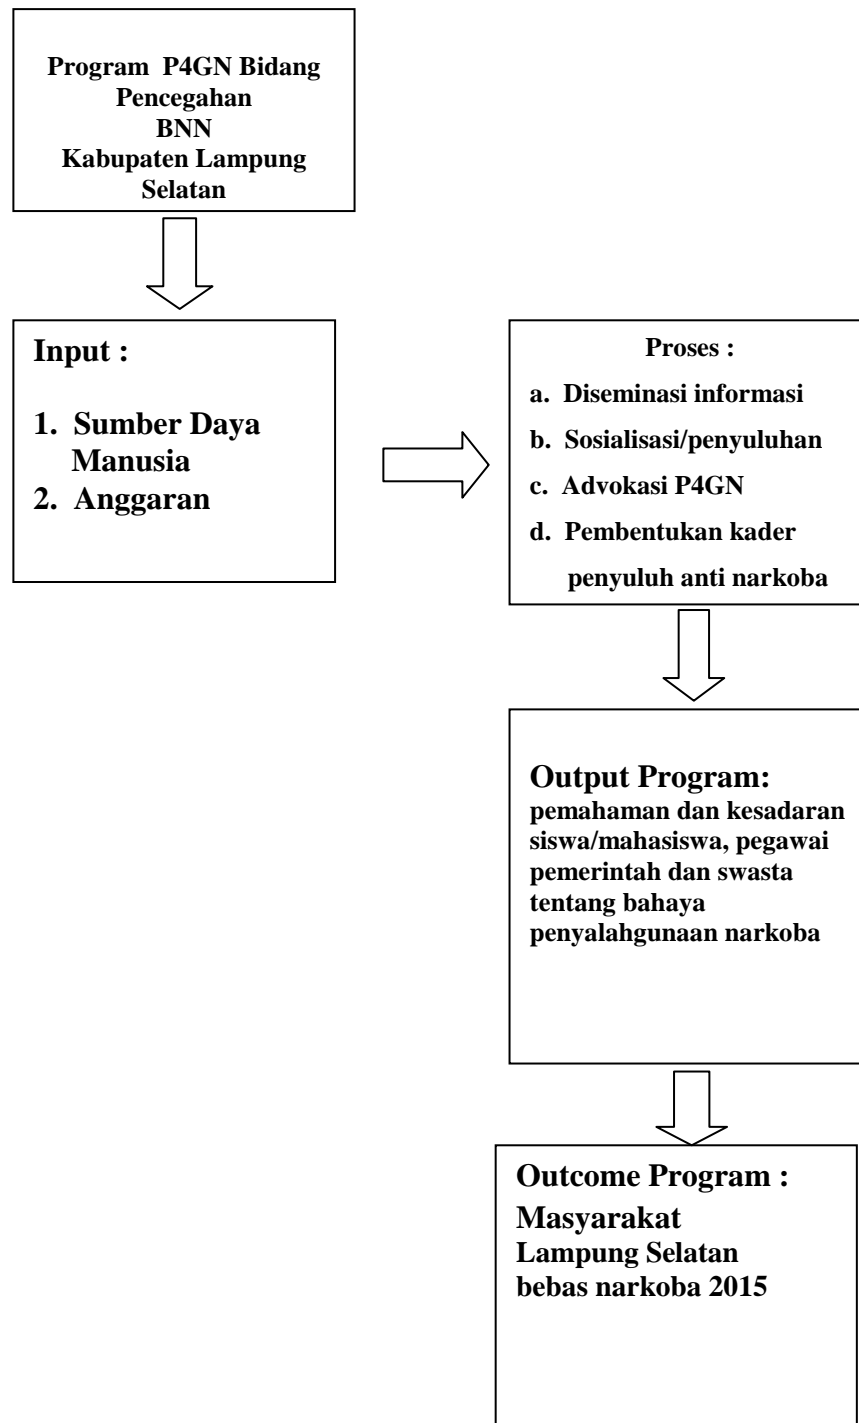 Program P4GN Bidang
Pencegahan
BNN
Kabupaten Lampung
Selatan
Input :
1. Sumber Daya
Manusia
2. Anggaran
Proses :
a. Diseminasi informasi
b. Sosialisasi/penyuluhan
c. Advokasi P4GN
d. Pembentukan kader
penyuluh anti narkoba
Output Program:
pemahaman dan kesadaran
siswa/mahasiswa, pegawai
pemerintah dan swasta
tentang bahaya
penyalahgunaan narkoba
Outcome Program :
Masyarakat
Lampung Selatan
bebas narkoba 2015